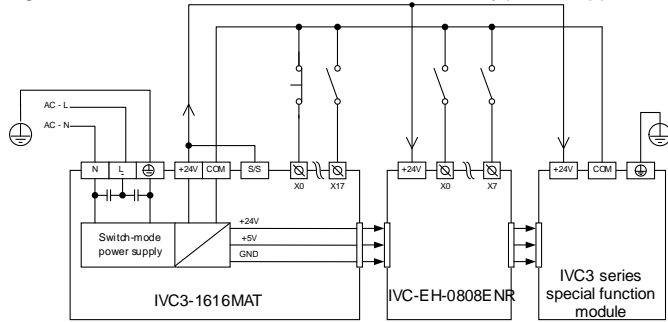 AC - L
AC - N
N L +24V COM S/S X0 X17
+24V X0 X7
+24V COM
Switch-mode
power supply
+24V
+5V
GND
IVC3-1616MAT
IVC-EH-0808ENR
IVC3 series
special function
module